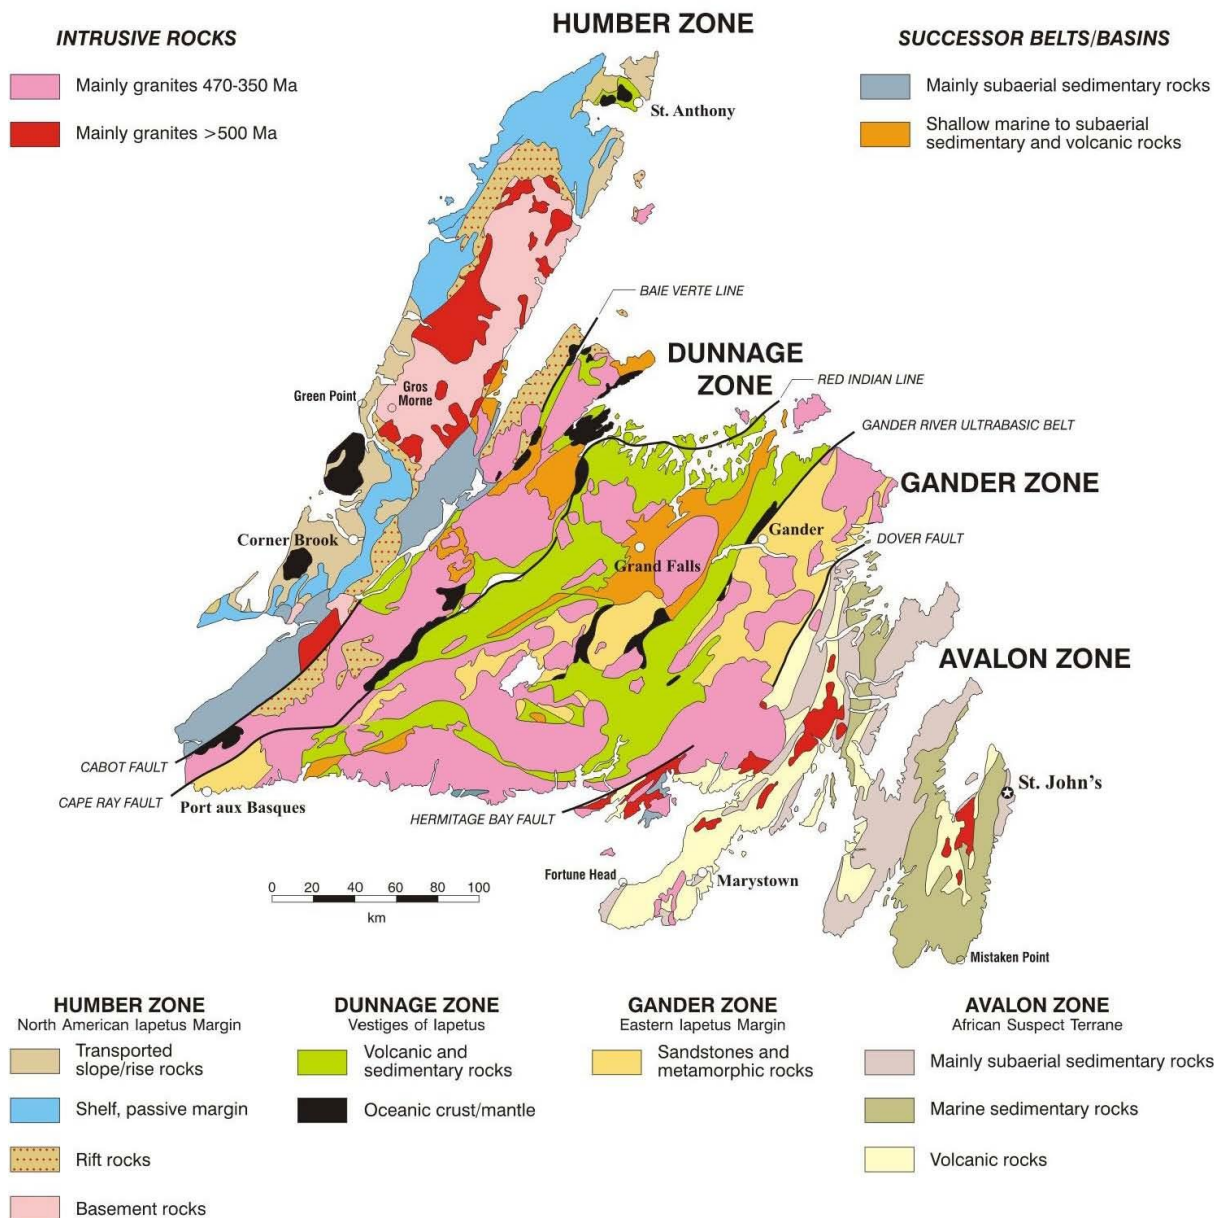 HUMBER ZONE
INTRUSIVE ROCKS
Mainly granites 470-350 Ma
Mainly granites >500 Ma
SUCCESSOR BELTS/BASINS
Mainly subaerial sedimentary rocks
Shallow marine to subaerial
sedimentary and volcanic rocks
St. Anthony
BAIE VERTE LINE
DUNNAGE
ZONE
RED INDIAN LINE
Green Point
Gros
Morne
GANDER RIVER ULTRABASIC BELT
GANDER ZONE
Corner Brook
Gander
DOVER FAULT
Grand Falls
AVALON ZONE
CABOT FAULT
CAPE RAY FAULT
Port aux Basques
HERMITAGE BAY FAULT
St. John's
Fortune Head
Marystown
0 20 40 60 80 100
km
Mistaken Point
HUMBER ZONE
North American Iapetus Margin
Transported
slope/rise rocks
Shelf, passive margin
Rift rocks
Basement rocks
DUNNAGE ZONE
Vestiges of Iapetus
Volcanic and
sedimentary rocks
Oceanic crust/mantle
GANDER ZONE
Eastern Iapetus Margin
Sandstones and
metamorphic rocks
AVALON ZONE
African Suspect Terrane
Mainly subaerial sedimentary rocks
Marine sedimentary rocks
Volcanic rocks